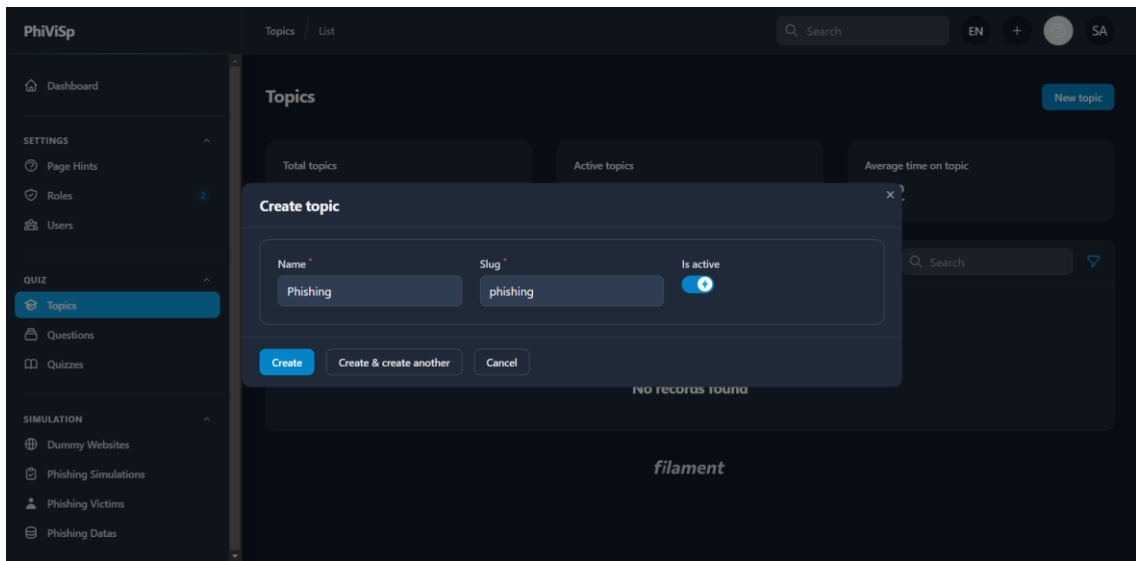 PhiViSp
Topics / List
Search
EN
+
SA
Dashboard
SETTINGS
Page Hints
Roles
2
Users
QUIZ
Topics
Questions
Quizzes
SIMULATION
Dummy Websites
Phishing Simulations
Phishing Victims
Phishing Datas
Topics
New topic
Total topics
Active topics
Average time on topic
Search
No records found
Create topic
Name *
Slug *
Is active
Phishing
phishing
Create
Create & create another
Cancel
filament